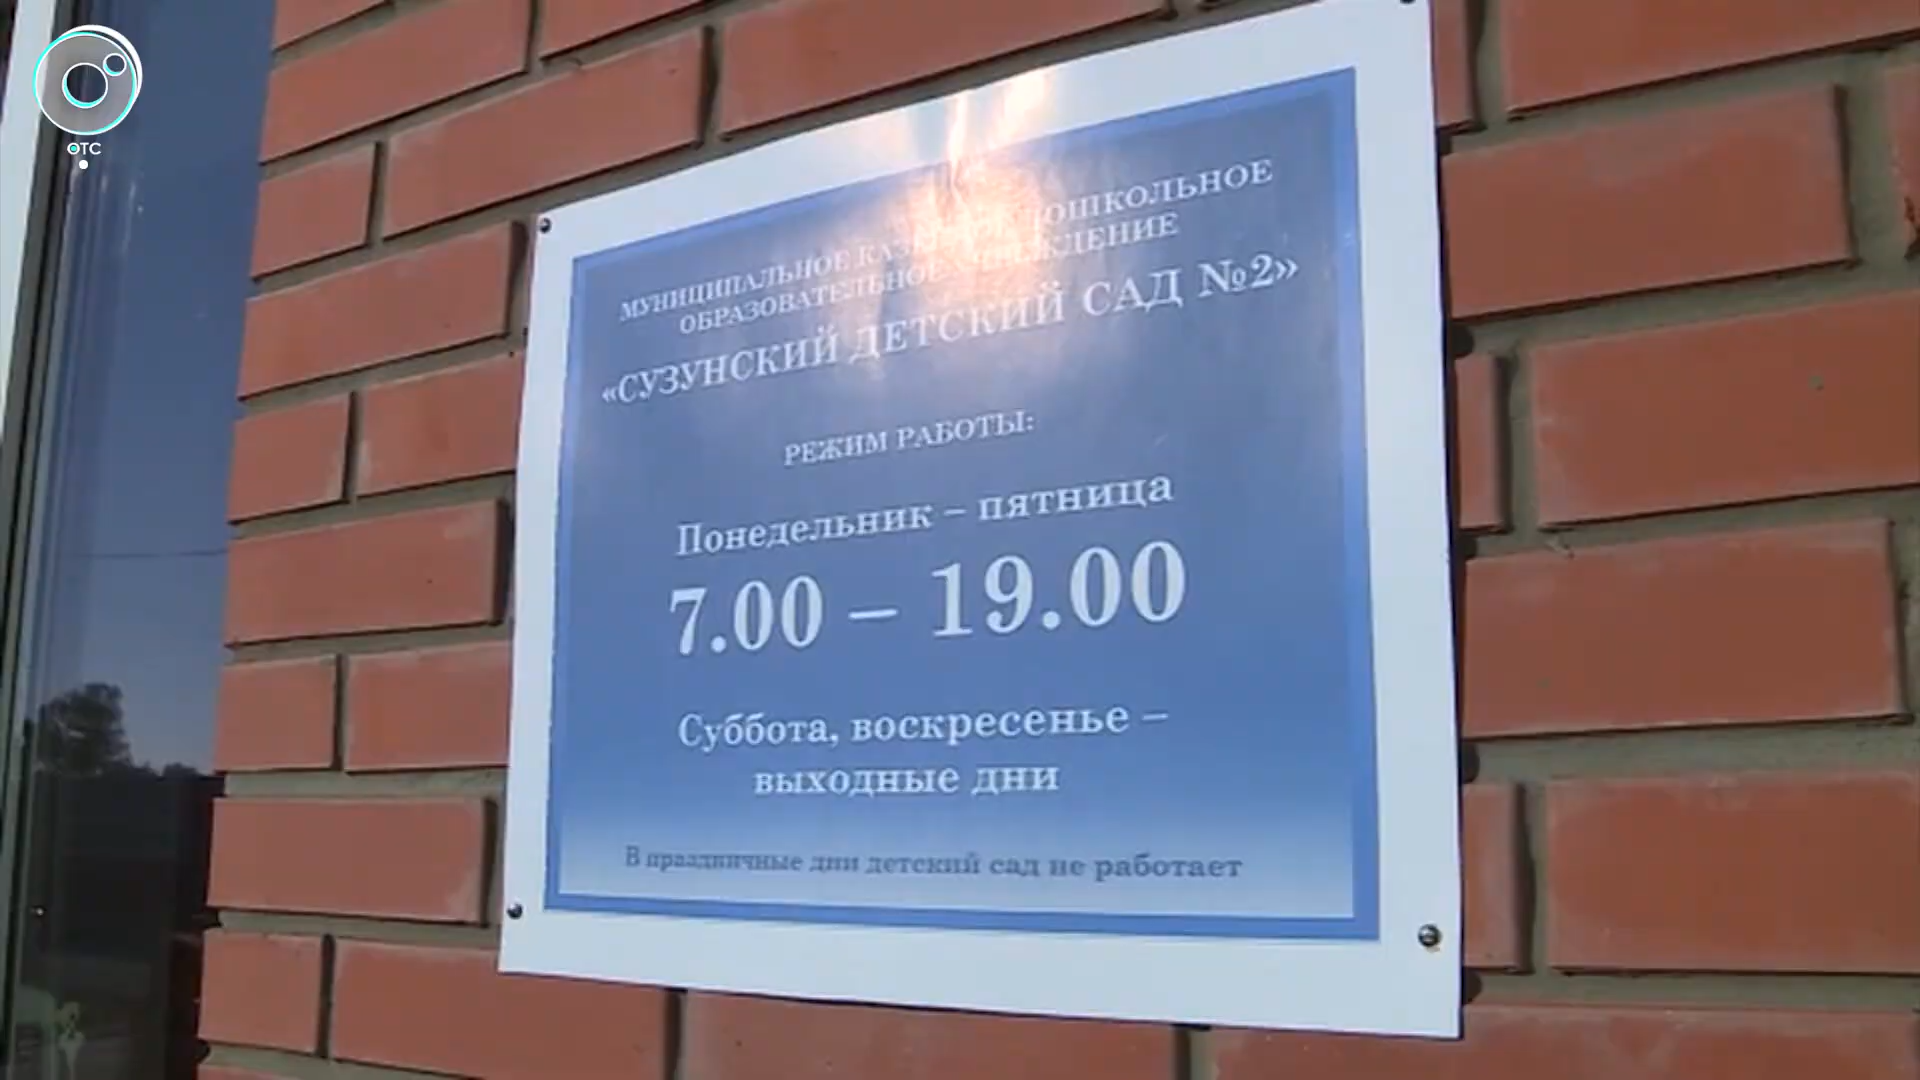 ОТС
МУНИЦИПАЛЬНОЕ ДОШКОЛЬНОЕ
ОБРАЗОВАТЕЛЬНОЕ УЧРЕЖДЕНИЕ
«СУЗУНСКИЙ ДЕТСКИЙ САД №2»
РЕЖИМ РАБОТЫ:
Понедельник – пятница
7.00 – 19.00
Суббота, воскресенье –
выходные дни
В праздничные дни детский сад не работает